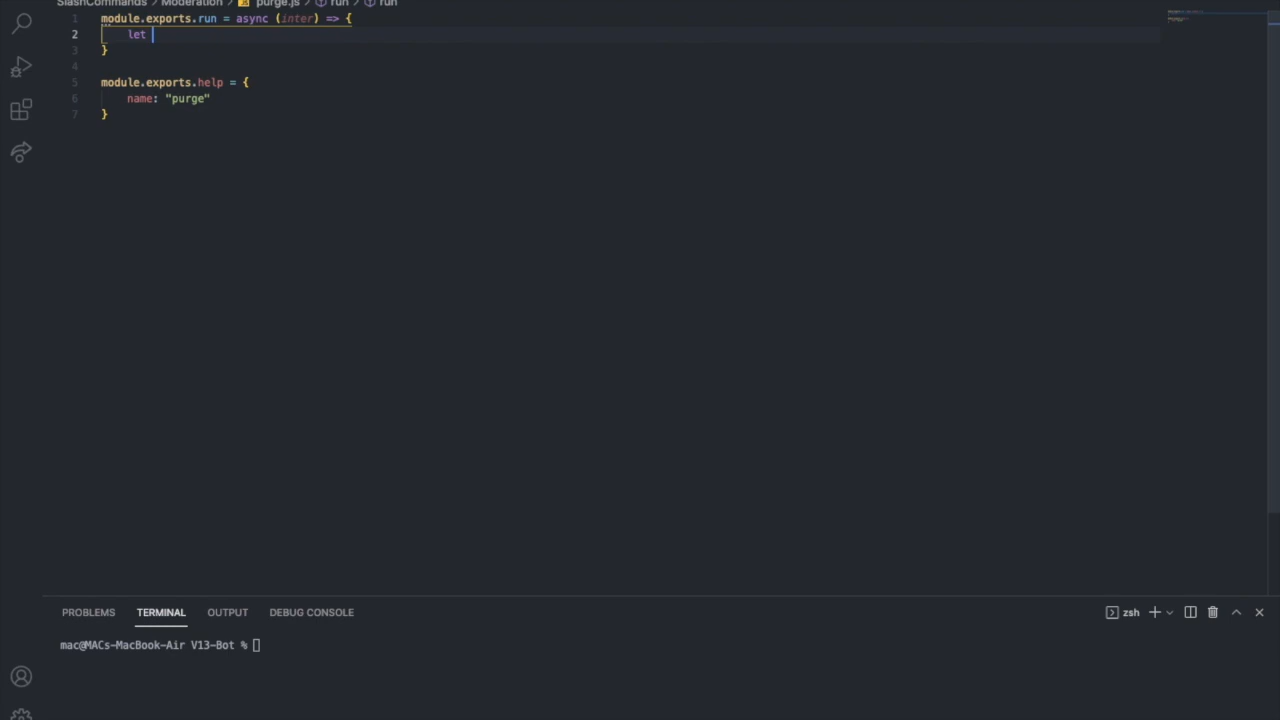 SlashCommands > Moderation > JS purge.js > run > run
1 module.exports.run = async (inter) => {
2 let
3 }
4
5 module.exports.help = {
6 name: "purge"
7 }
PROBLEMS TERMINAL OUTPUT DEBUG CONSOLE zsh
mac@MACs-MacBook-Air V13-Bot %